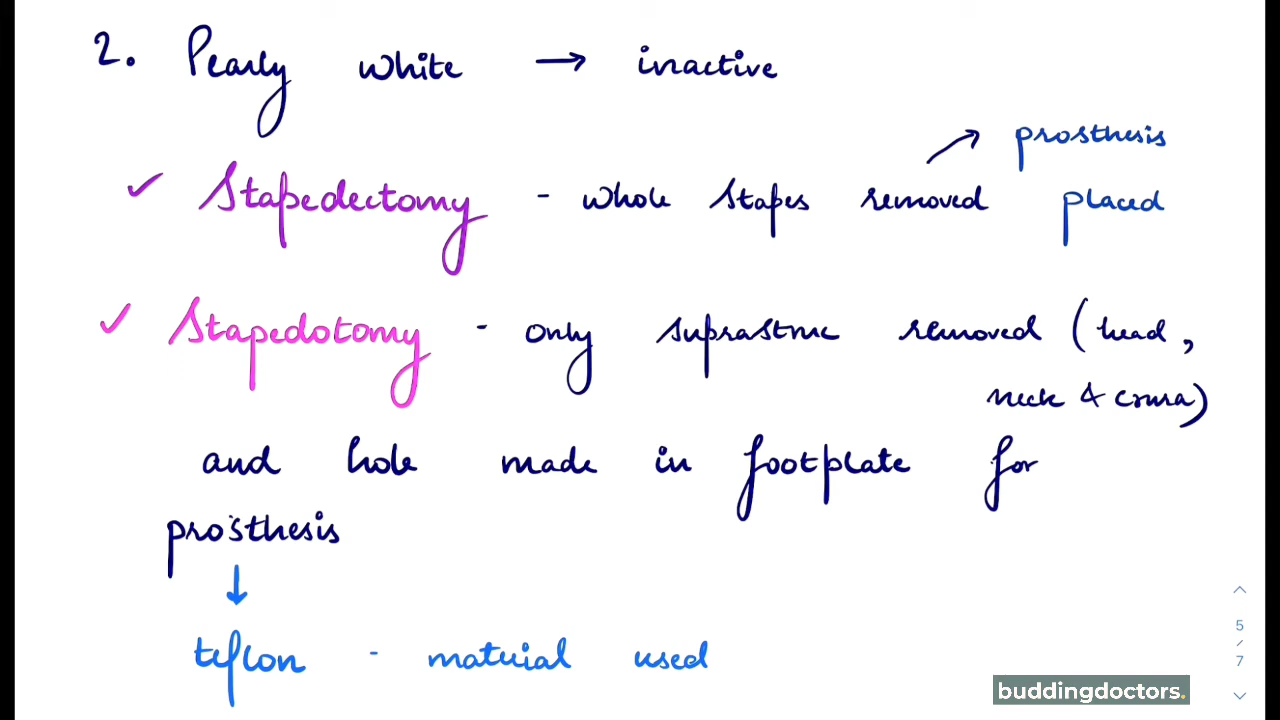 2. Pearly white → inactive
prosthesis
✓ Stapedectomy - whole stapes removed placed
✓ Stapedotomy - only suprastruc removed (head,
neck & crura)
and hole made in footplate for
prosthesis
↓
teflon - material used
5
/
7
buddingdoctors.